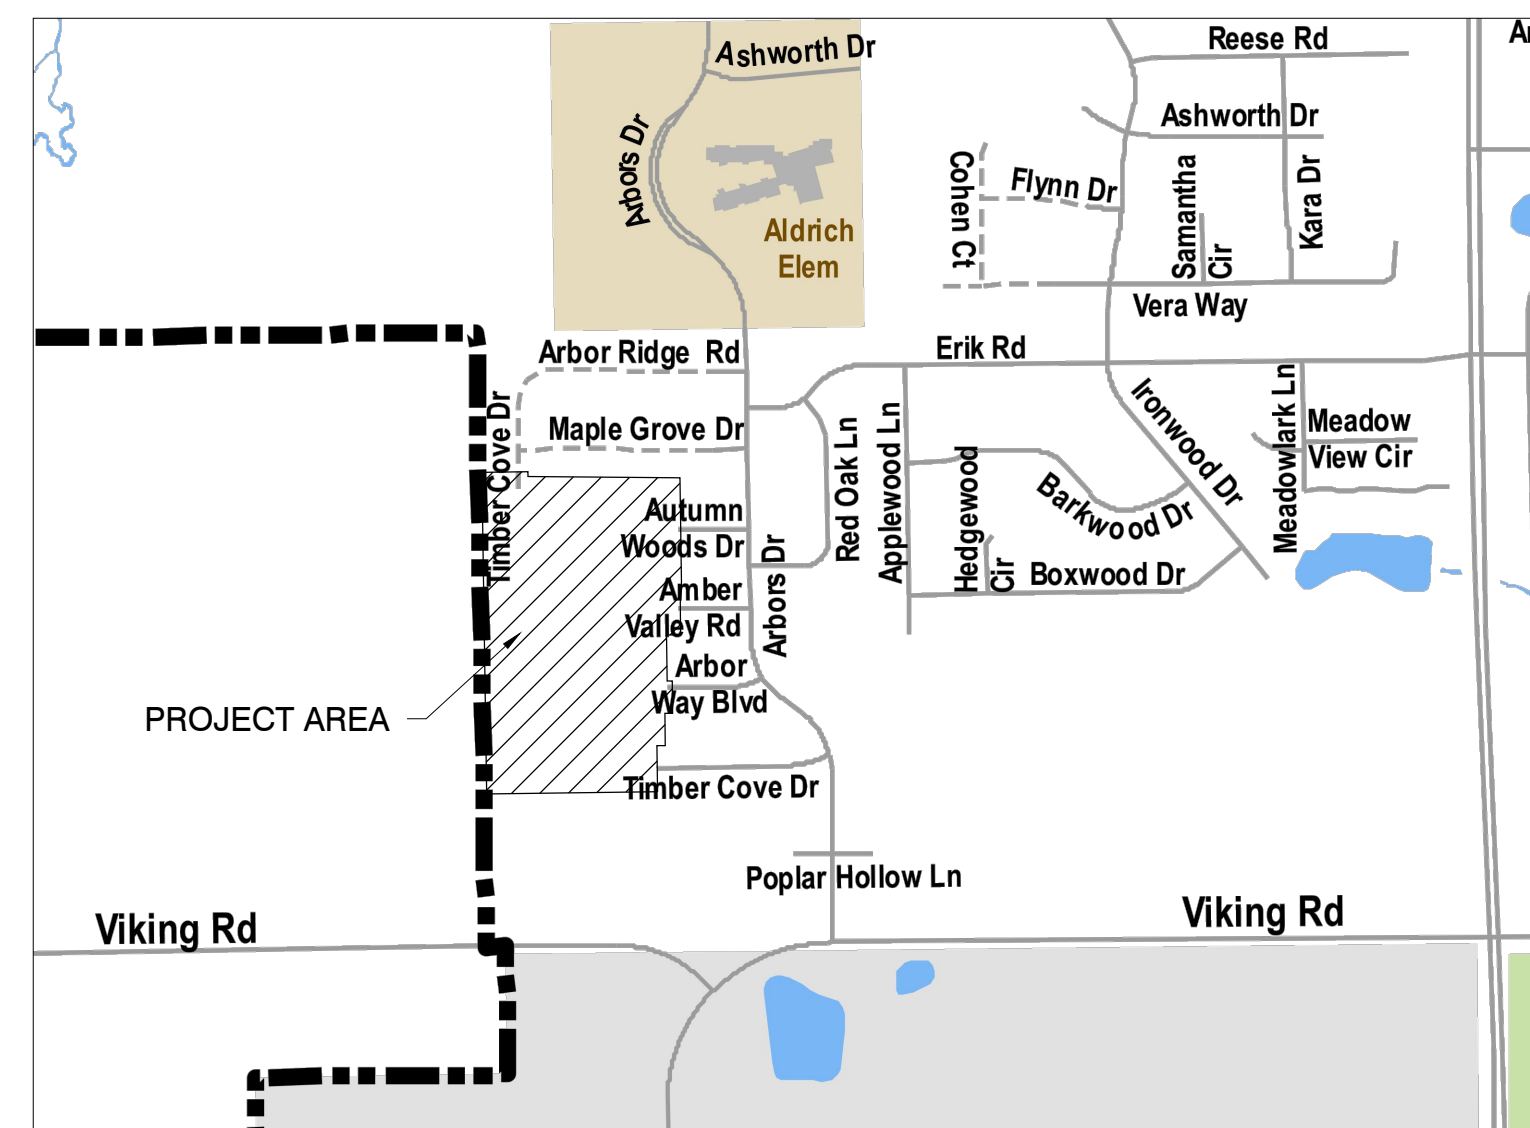 Reese Rd
Ashworth Dr
Ashworth Dr
Arbors Dr
Cohen Ct
Flynn Dr
Samantha
Cir
Kara Dr
Aldrich
Elem
Vera Way
Erik Rd
Arbor Ridge Rd
Timber Cove Dr
Maple Grove Dr
Red Oak Ln
Applewood Ln
Ironwood Dr
Meadowlark Ln
Meadow
View Cir
Hedgewood
Cir
Barkwood Dr
Boxwood Dr
Autumn
Woods Dr
Amber
Valley Rd
Arbors Dr
Arbor
Way Blvd
PROJECT AREA
Timber Cove Dr
Poplar Hollow Ln
Viking Rd
Viking Rd